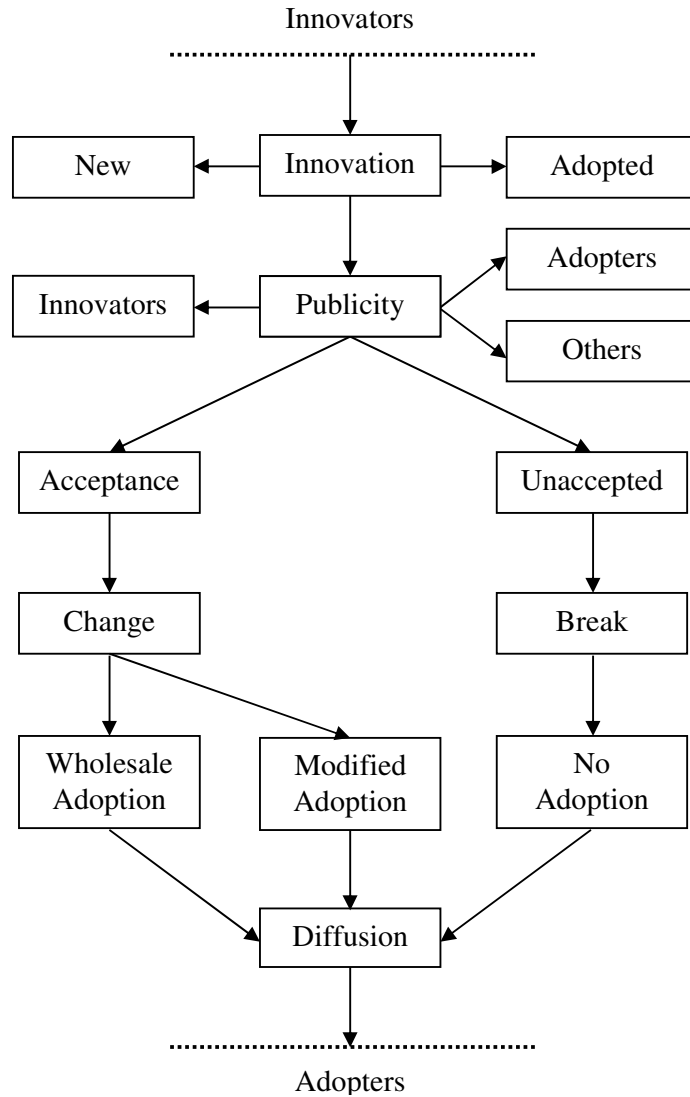 Innovators
New
Innovation
Adopted
Adopters
Innovators
Publicity
Others
Acceptance
Unaccepted
Change
Break
Wholesale
Adoption
Modified
Adoption
No
Adoption
Diffusion
Adopters